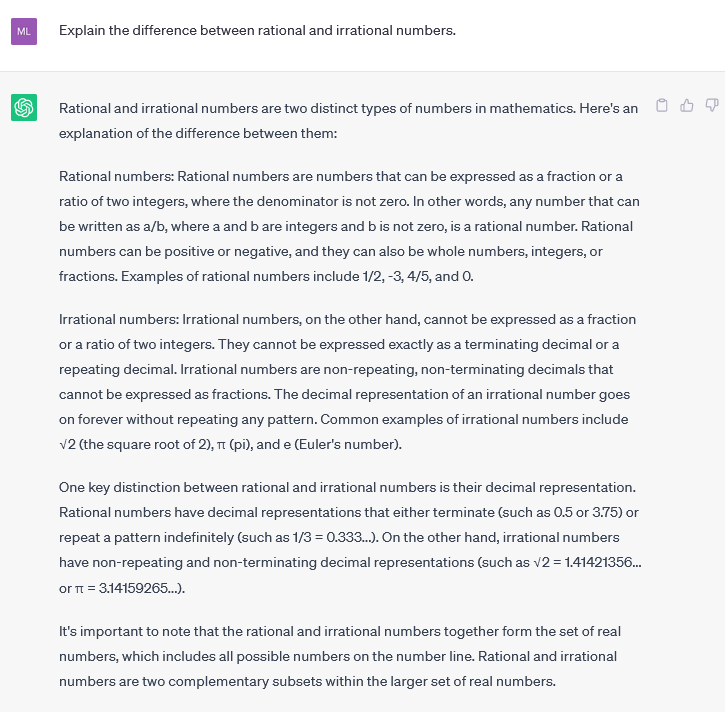 ML
Explain the difference between rational and irrational numbers.
Rational and irrational numbers are two distinct types of numbers in mathematics. Here's an
explanation of the difference between them:
Rational numbers: Rational numbers are numbers that can be expressed as a fraction or a
ratio of two integers, where the denominator is not zero. In other words, any number that can
be written as a/b, where a and b are integers and b is not zero, is a rational number. Rational
numbers can be positive or negative, and they can also be whole numbers, integers, or
fractions. Examples of rational numbers include 1/2, -3, 4/5, and 0.
Irrational numbers: Irrational numbers, on the other hand, cannot be expressed as a fraction
or a ratio of two integers. They cannot be expressed exactly as a terminating decimal or a
repeating decimal. Irrational numbers are non-repeating, non-terminating decimals that
cannot be expressed as fractions. The decimal representation of an irrational number goes
on forever without repeating any pattern. Common examples of irrational numbers include
√2 (the square root of 2), π (pi), and e (Euler's number).
One key distinction between rational and irrational numbers is their decimal representation.
Rational numbers have decimal representations that either terminate (such as 0.5 or 3.75) or
repeat a pattern indefinitely (such as 1/3 = 0.333...). On the other hand, irrational numbers
have non-repeating and non-terminating decimal representations (such as √2 = 1.41421356...
or π = 3.14159265...).
It's important to note that the rational and irrational numbers together form the set of real
numbers, which includes all possible numbers on the number line. Rational and irrational
numbers are two complementary subsets within the larger set of real numbers.